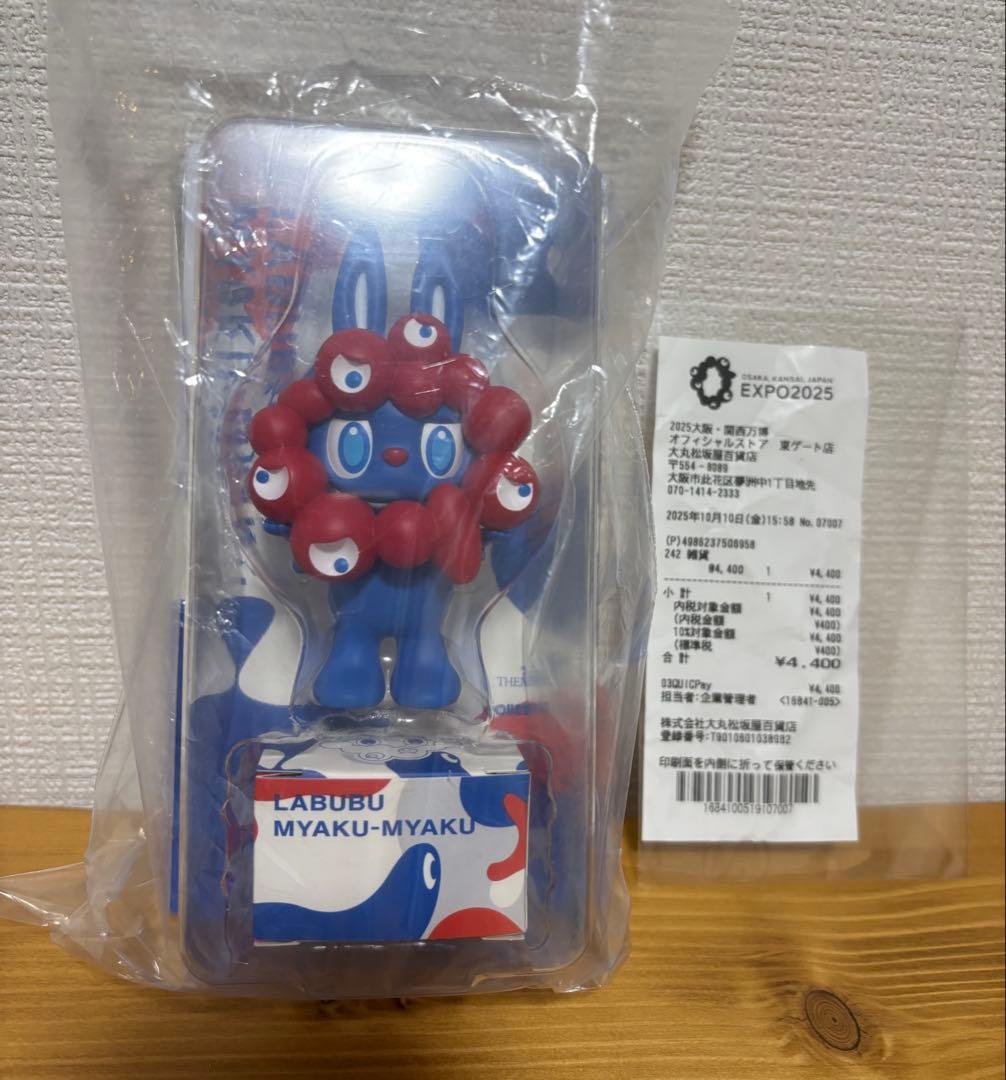 LABUBU
MYAKU-MYAKU
OSAKA, KANSAI, JAPAN
EXPO2025
2025大阪・関西万博
オフィシャルストア 東ゲート店
大丸松坂屋百貨店
〒554-8089
大阪市此花区夢洲中1丁目地先
070-1414-2333
2025年10月10日(金)15:58 No.07007
(P)4986237506958
242 雑貨
@4,400 1 ¥4,400
小 計 1 ¥4,400
内税対象金額 ¥4,400
(内税金額 ¥400)
10%対象金額 ¥4,400
(標準税 ¥400)
合 計 ¥4,400
03QUICPay ¥4,400
担当者:企業管理者 <16841-005>
株式会社大丸松坂屋百貨店
登録番号:T9010601038982
印刷面を内側に折って保管ください
1684100519107007